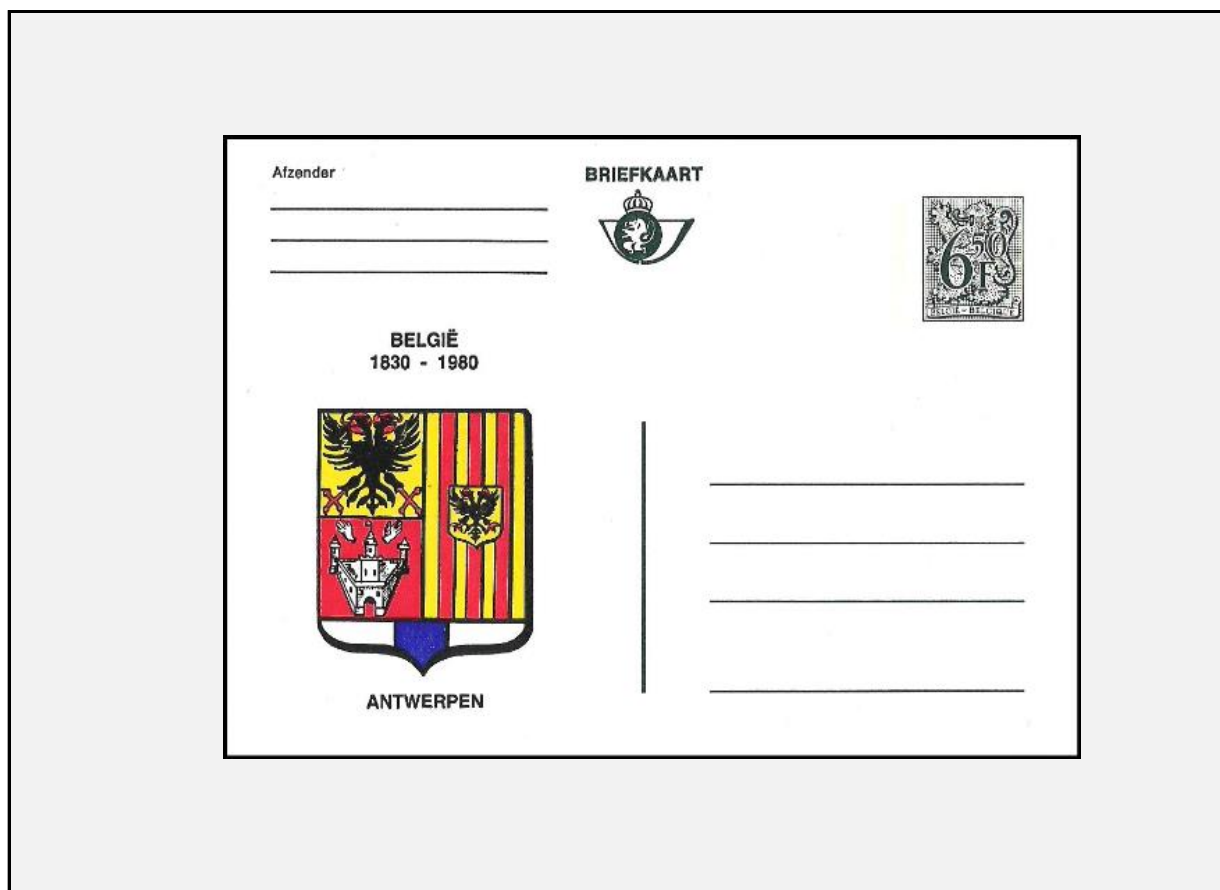 Afzender
BRIEFKAART
6 50 F
BELGIË - BELGIQUE
BELGIË
1830 - 1980
ANTWERPEN